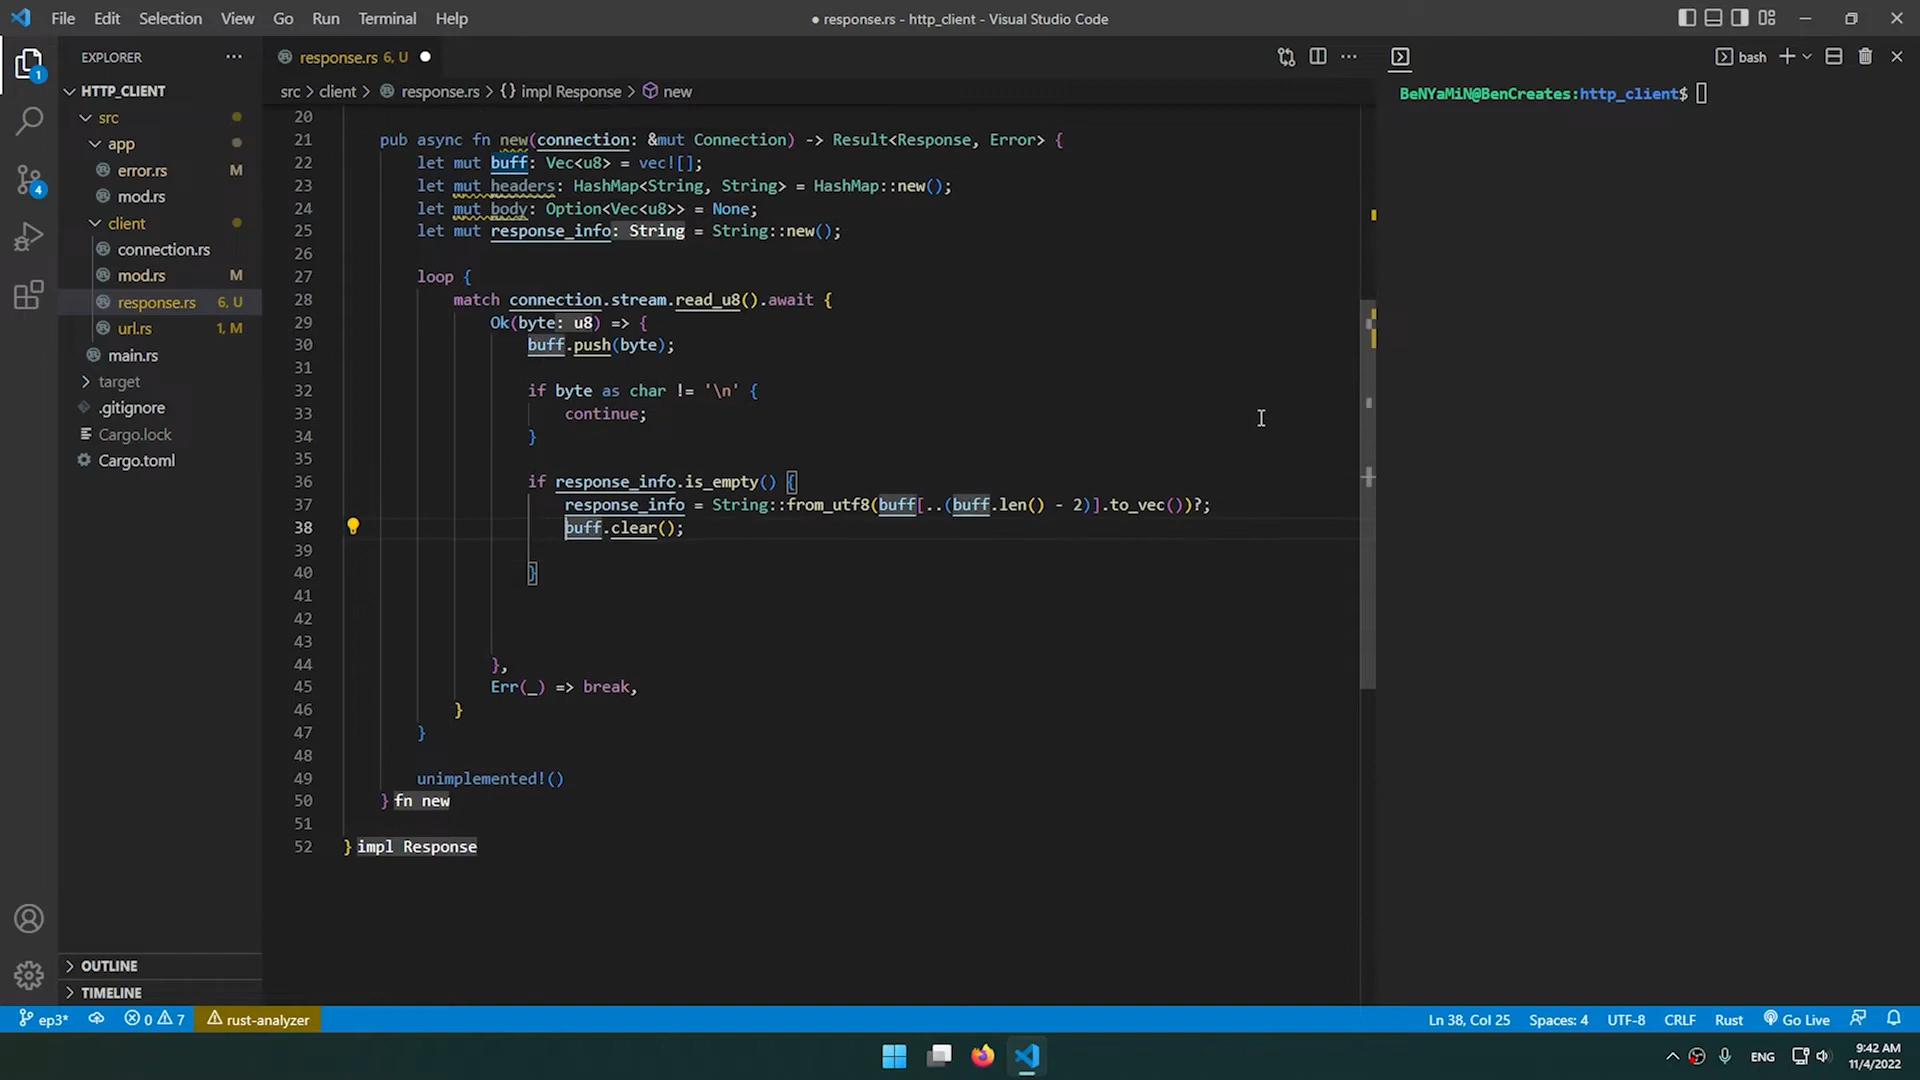 File Edit Selection View Go Run Terminal Help
● response.rs - http_client - Visual Studio Code
EXPLORER
HTTP_CLIENT
src
app
error.rs M
mod.rs
client
connection.rs
mod.rs M
response.rs 6, U
url.rs 1, M
main.rs
target
.gitignore
Cargo.lock
Cargo.toml
OUTLINE
TIMELINE
1
4
response.rs 6, U
src > client > response.rs > {} impl Response > new
20
21 pub async fn new(connection: &mut Connection) -> Result<Response, Error> {
22 let mut buff: Vec<u8> = vec![];
23 let mut headers: HashMap<String, String> = HashMap::new();
24 let mut body: Option<Vec<u8>> = None;
25 let mut response_info: String = String::new();
26
27 loop {
28 match connection.stream.read_u8().await {
29 Ok(byte: u8) => {
30 buff.push(byte);
31
32 if byte as char != '\n' {
33 continue;
34 }
35
36 if response_info.is_empty() {
37 response_info = String::from_utf8(buff[..(buff.len() - 2)].to_vec())?;
38 buff.clear();
39
40 }
41
42
43
44 },
45 Err(_) => break,
46 }
47 }
48
49 unimplemented!()
50 } fn new
51
52 } impl Response
bash
BeNYaMiN@BenCreates:http_client$
ep3* 0 7 rust-analyzer
Ln 38, Col 25 Spaces: 4 UTF-8 CRLF Rust Go Live
ENG
9:42 AM
11/4/2022